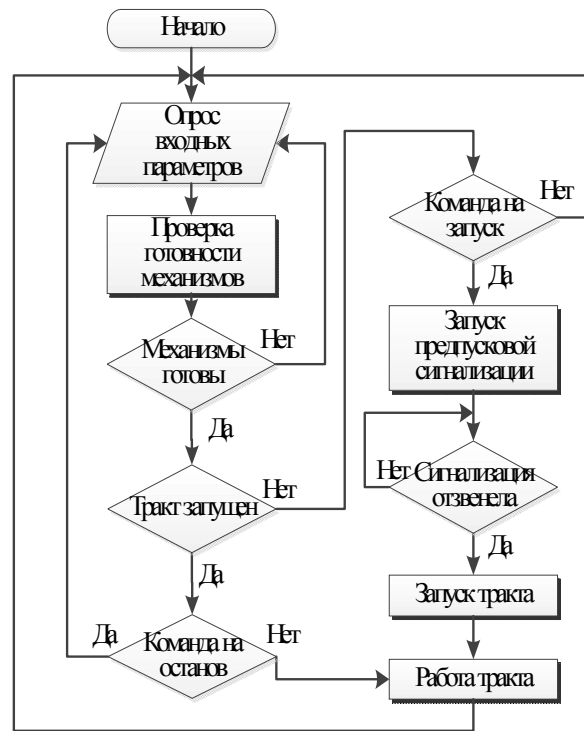 Начало
Опрос
входных
параметров
Проверка
готовности
механизмов
Механизмы
готовы
Нет
Да
Тракт запущен
Нет
Да
Команда на
останов
Да
Нет
Команда на
запуск
Нет
Да
Запуск
предпусковой
сигнализации
Сигнализация
отзвенела
Нет
Да
Запуск тракта
Работа тракта